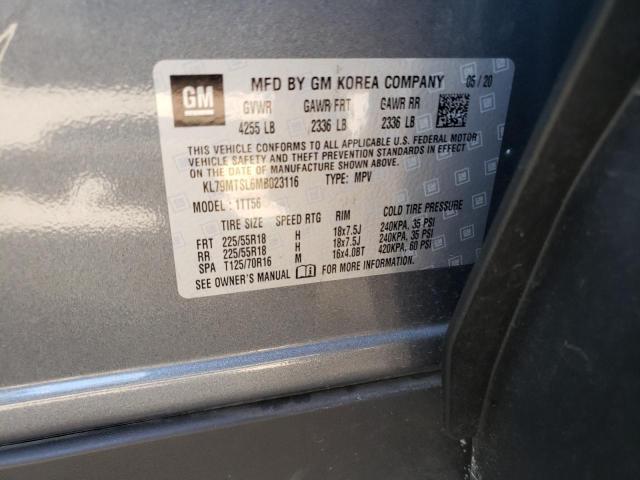 GM
MFD BY GM KOREA COMPANY 05/20
GVWR GAWR FRT GAWR RR
4255 LB 2336 LB 2336 LB
THIS VEHICLE CONFORMS TO ALL APPLICABLE U.S. FEDERAL MOTOR
VEHICLE SAFETY AND THEFT PREVENTION STANDARDS IN EFFECT ON
THE DATE OF MANUFACTURE SHOWN ABOVE.
KL79MTSL6MB023116 TYPE: MPV
MODEL: 1TT56
TIRE SIZE SPEED RTG RIM COLD TIRE PRESSURE
FRT 225/55R18 H 18x7.5J 240KPA, 35 PSI
RR 225/55R18 H 18x7.5J 240KPA, 35 PSI
SPA T125/70R16 M 16x4.0BT 420KPA, 60 PSI
SEE OWNER'S MANUAL FOR MORE INFORMATION.